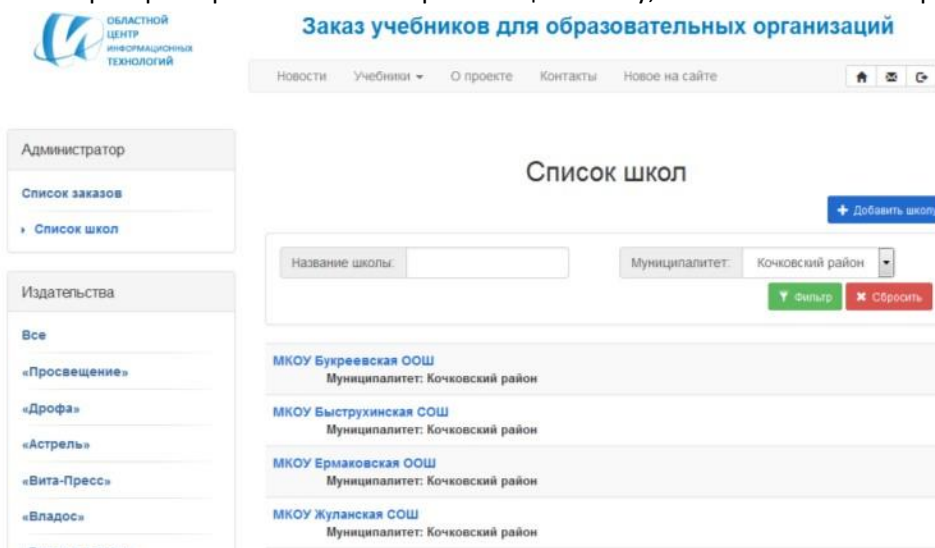 ОБЛАСТНОЙ
ЦЕНТР
ИНФОРМАЦИОННЫХ
ТЕХНОЛОГИЙ
Заказ учебников для образовательных организаций
Новости Учебники О проекте Контакты Новое на сайте
Администратор
Список заказов
Список школ
Издательства
Все
«Просвещение»
«Дрофа»
«Астрель»
«Вита-Пресс»
«Владос»
Список школ
Добавить школу
Название школы: Муниципалитет: Кочковский район
Фильтр Сбросить
МКОУ Букреевская ООШ
Муниципалитет: Кочковский район
МКОУ Быструхинская СОШ
Муниципалитет: Кочковский район
МКОУ Ермаковская ООШ
Муниципалитет: Кочковский район
МКОУ Жуланская СОШ
Муниципалитет: Кочковский район